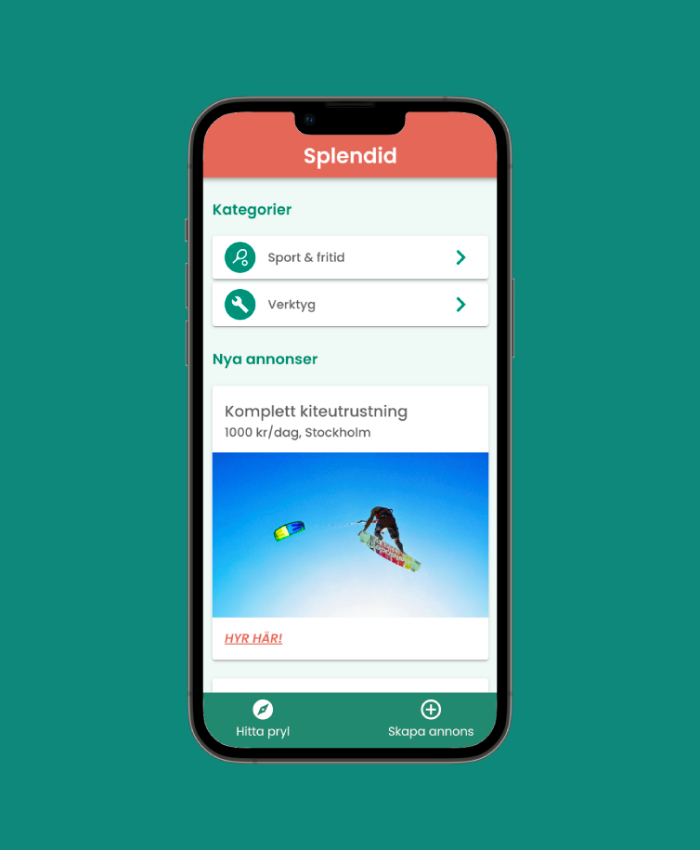 Splendid
Kategorier
Sport & fritid
Verktyg
Nya annonser
Komplett kiteutrustning
1000 kr/dag, Stockholm
HYR HÄR!
Hitta pryl
Skapa annons